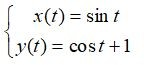 x(t) = sin t
y(t) = cos t + 1